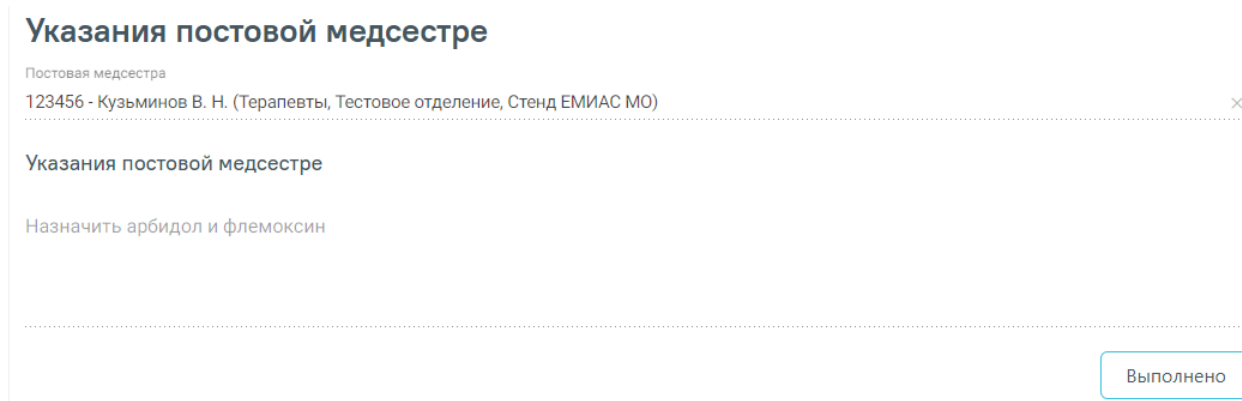 Указания постовой медсестре
Постовая медсестра
123456 - Кузьминов В. Н. (Терапевты, Тестовое отделение, Стенд ЕМИАС МО)
Указания постовой медсестре
Назначить арбидол и флемоксин
Выполнено